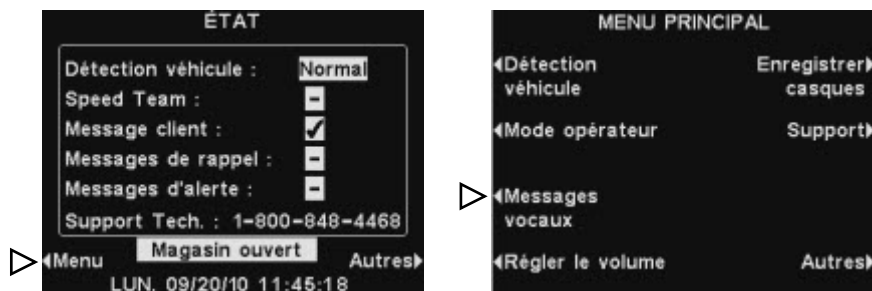 ÉTAT
Détection véhicule : Normal
Speed Team : -
Message client : ✓
Messages de rappel : -
Messages d'alerte : -
Support Tech. : 1-800-848-4468
Magasin ouvert
Menu Autres
LUN. 09/20/10 11:45:18
MENU PRINCIPAL
Détection Enregistrer
véhicule casques
Mode opérateur Support
Messages
vocaux
Régler le volume Autres